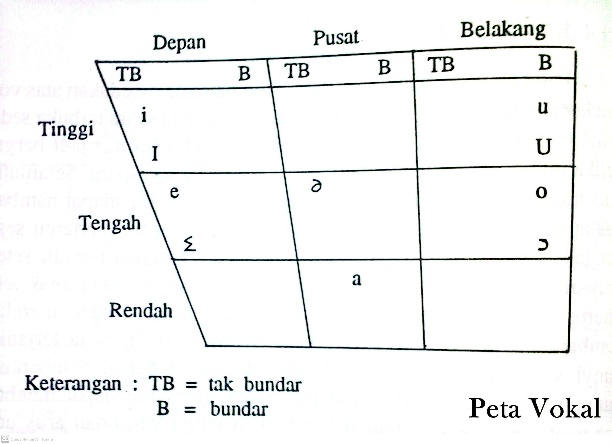 Depan Pusat Belakang
TB B TB B TB B
Tinggi i u
I U
e ə o
Tengah
Σ ɔ
a
Rendah
Keterangan : TB = tak bundar
B = bundar
Peta Vokal